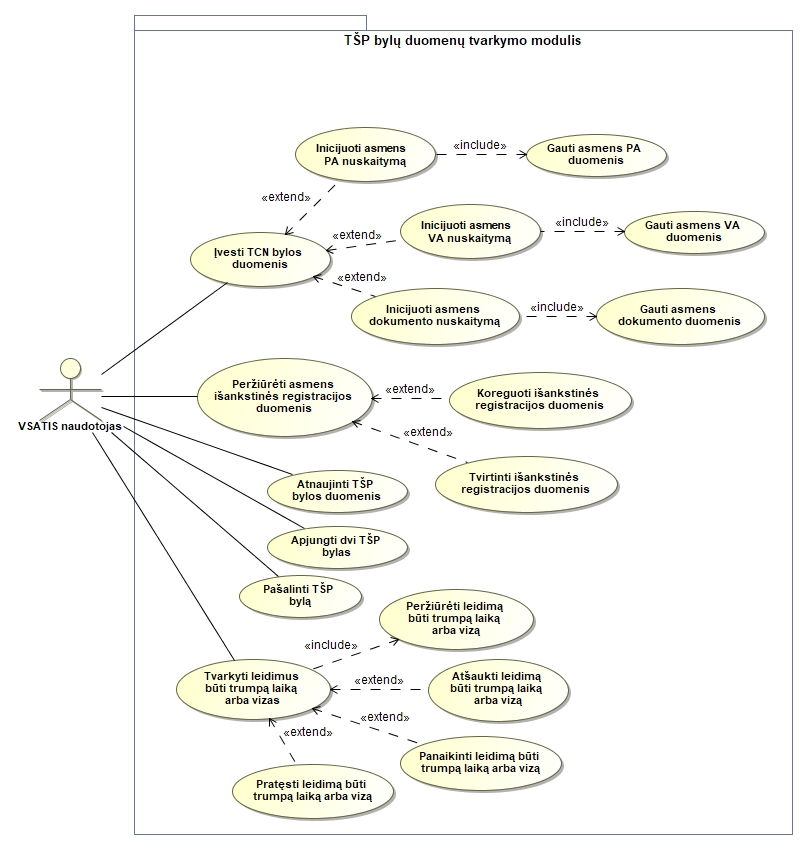 TŠP bylų duomenų tvarkymo modulis
Inicijuoti asmens
PA nuskaitymą
«include»
Gauti asmens PA
duomenis
«extend»
Inicijuoti asmens
VA nuskaitymą
«include»
Gauti asmens VA
duomenis
«extend»
Įvesti TCN bylos
duomenis
«extend»
Inicijuoti asmens
dokumento nuskaitymą
«include»
Gauti asmens
dokumento duomenis
VSATIS naudotojas
Peržiūrėti asmens
išankstinės registracijos
duomenis
«extend»
Koreguoti išankstinės
registracijos duomenis
«extend»
Tvirtinti išankstinės
registracijos duomenis
Atnaujinti TŠP
bylos duomenis
Apjungti dvi TŠP
bylas
Pašalinti TŠP
bylą
Peržiūrėti leidimą
būti trumpą laiką
arba vizą
«include»
Tvarkyti leidimus
būti trumpą laiką
arba vizas
«extend»
Atšaukti leidimą
būti trumpą laiką
arba vizą
«extend»
Panaikinti leidimą būti
trumpą laiką arba vizą
«extend»
Pratęsti leidimą būti
trumpą laiką arba vizą